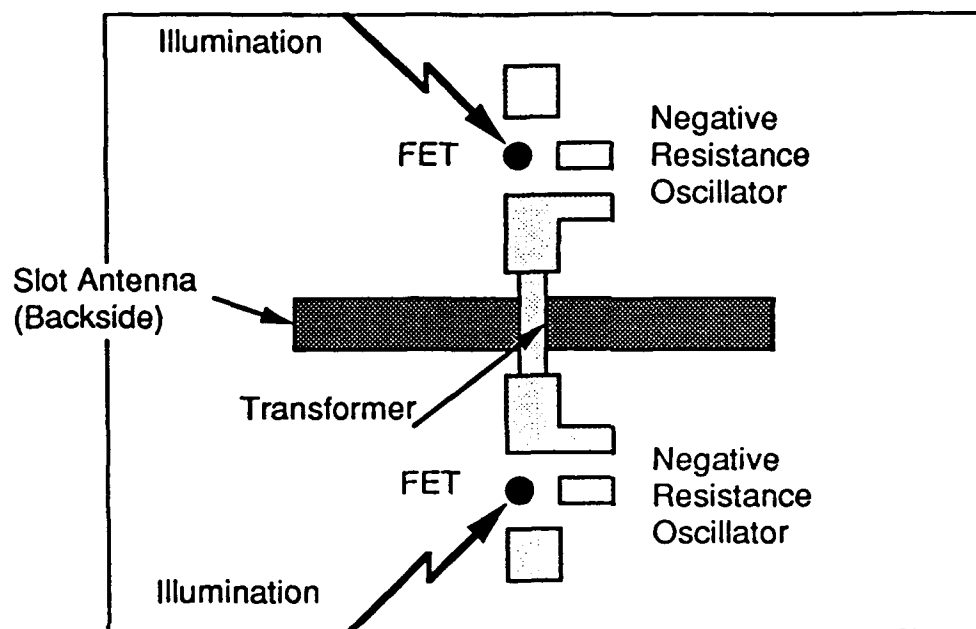 Illumination
FET
Negative
Resistance
Oscillator
Slot Antenna
(Backside)
Transformer
FET
Negative
Resistance
Oscillator
Illumination